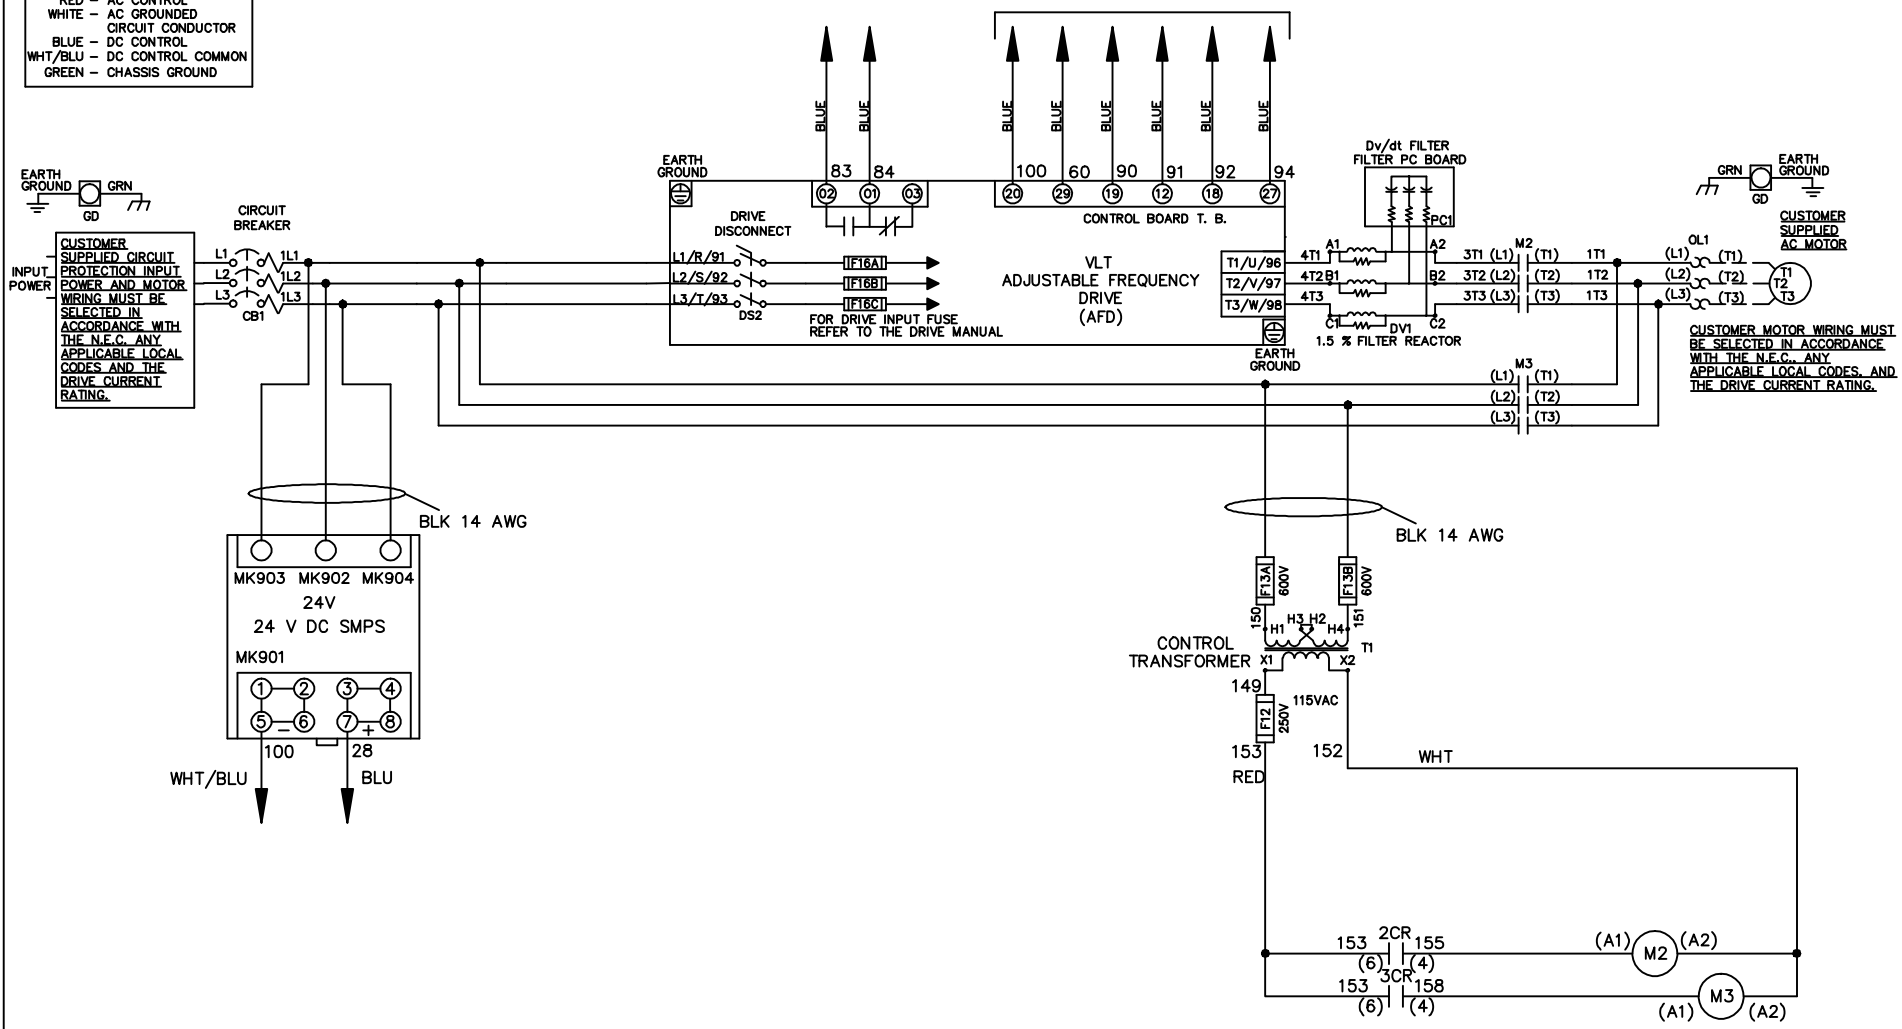 RED - AC CONTROL
WHITE - AC GROUNDED
CIRCUIT CONDUCTOR
BLUE - DC CONTROL
WHT/BLU - DC CONTROL COMMON
GREEN - CHASSIS GROUND
EARTH
GROUND
GRN
GD
CUSTOMER
SUPPLIED CIRCUIT
PROTECTION INPUT
POWER AND MOTOR
WIRING MUST BE
SELECTED IN
ACCORDANCE WITH
THE N.E.C. ANY
APPLICABLE LOCAL
CODES AND THE
DRIVE CURRENT
RATING.
INPUT
POWER
CIRCUIT
BREAKER
L1
L2
L3
CB1
1L1
1L2
1L3
BLUE
BLUE
BLUE
BLUE
BLUE
BLUE
BLUE
BLUE
EARTH
GROUND
83
84
02
01
03
100
60
90
91
92
94
20
29
19
12
18
27
CONTROL BOARD T. B.
DRIVE
DISCONNECT
L1/R/91
L2/S/92
L3/T/93
DS2
F16A
F16B
F16C
FOR DRIVE INPUT FUSE
REFER TO THE DRIVE MANUAL
VLT
ADJUSTABLE FREQUENCY
DRIVE
(AFD)
T1/U/96
T2/V/97
T3/W/98
EARTH
GROUND
4T1
4T2
4T3
A1
B1
C1
A2
B2
C2
DV1
1.5 % FILTER REACTOR
Dv/dt FILTER
FILTER PC BOARD
PC1
3T1 (L1) M2 (T1) 1T1
3T2 (L2) (T2) 1T2
3T3 (L3) (T3) 1T3
OL1
(L1) (T1)
(L2) (T2)
(L3) (T3)
T1
T2
T3
GRN
GD
EARTH
GROUND
CUSTOMER
SUPPLIED
AC MOTOR
CUSTOMER MOTOR WIRING MUST
BE SELECTED IN ACCORDANCE
WITH THE N.E.C., ANY
APPLICABLE LOCAL CODES, AND
THE DRIVE CURRENT RATING.
M3
(L1) (T1)
(L2) (T2)
(L3) (T3)
BLK 14 AWG
MK903 MK902 MK904
24V
24 V DC SMPS
MK901
1 2 3 4
5 6 7 8
- +
100
28
WHT/BLU
BLU
BLK 14 AWG
F13A
600V
F13B
600V
150
151
H1 H3 H2 H4
CONTROL
TRANSFORMER
X1 X2
T1
149
115VAC
F12
250V
153
152
RED
WHT
2CR
153 155
(6) (4)
(A1) M2 (A2)
3CR
153 158
(6) (4)
(A1) M3 (A2)